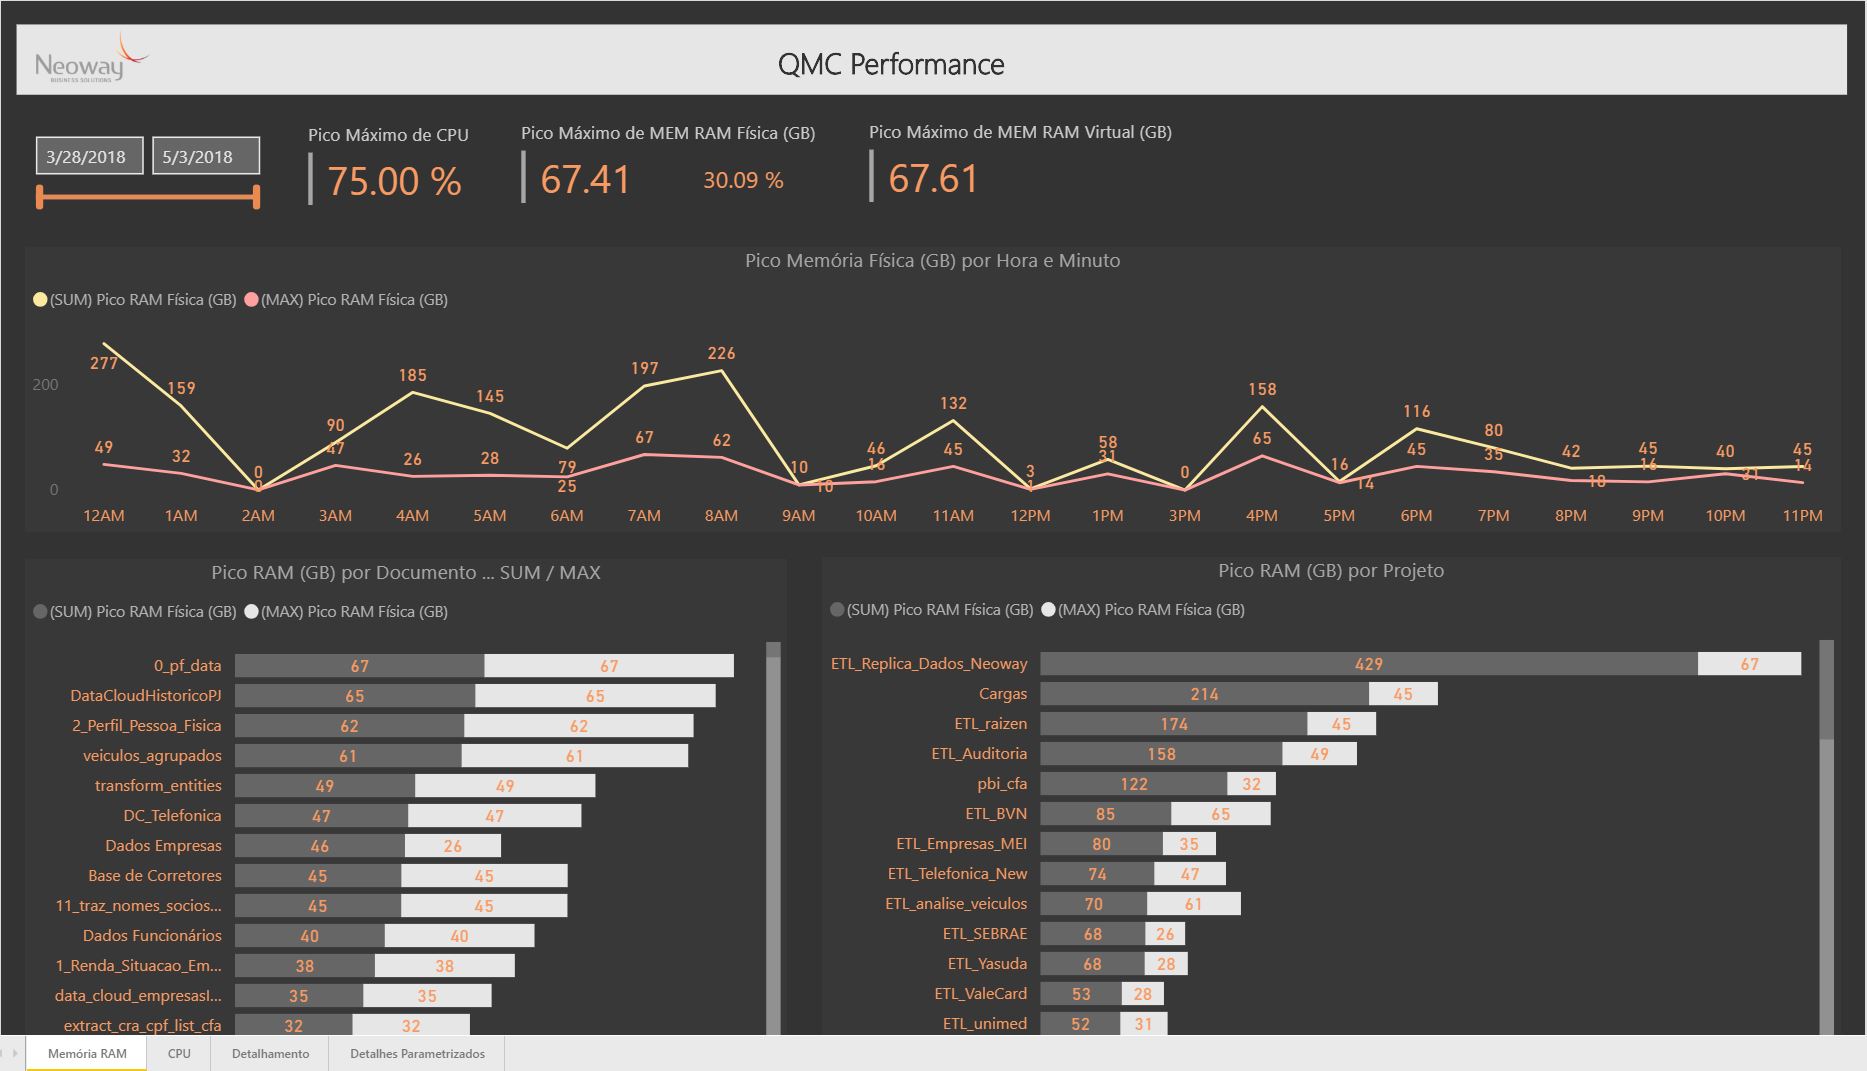 Neoway
BUSINESS SOLUTIONS
QMC Performance
3/28/2018 5/3/2018
Pico Máximo de CPU
75.00 %
Pico Máximo de MEM RAM Física (GB)
67.41 30.09 %
Pico Máximo de MEM RAM Virtual (GB)
67.61
Pico Memória Física (GB) por Hora e Minuto
(SUM) Pico RAM Física (GB) (MAX) Pico RAM Física (GB)
200
0
277 159 0 90 185 145 79 197 226 10 46 132 3 58 0 158 16 116 80 42 45 40 45
49 32 0 47 26 28 25 67 62 10 16 45 1 31 65 14 45 35 18 16 31 14
12AM 1AM 2AM 3AM 4AM 5AM 6AM 7AM 8AM 9AM 10AM 11AM 12PM 1PM 3PM 4PM 5PM 6PM 7PM 8PM 9PM 10PM 11PM
Pico RAM (GB) por Documento ... SUM / MAX
(SUM) Pico RAM Física (GB) (MAX) Pico RAM Física (GB)
0_pf_data 67 67
DataCloudHistoricoPJ 65 65
2_Perfil_Pessoa_Fisica 62 62
veiculos_agrupados 61 61
transform_entities 49 49
DC_Telefonica 47 47
Dados Empresas 46 26
Base de Corretores 45 45
11_traz_nomes_socios... 45 45
Dados Funcionários 40 40
1_Renda_Situacao_Em... 38 38
data_cloud_empresasI... 35 35
extract_cra_cpf_list_cfa 32 32
Pico RAM (GB) por Projeto
(SUM) Pico RAM Física (GB) (MAX) Pico RAM Física (GB)
ETL_Replica_Dados_Neoway 429 67
Cargas 214 45
ETL_raizen 174 45
ETL_Auditoria 158 49
pbi_cfa 122 32
ETL_BVN 85 65
ETL_Empresas_MEI 80 35
ETL_Telefonica_New 74 47
ETL_analise_veiculos 70 61
ETL_SEBRAE 68 26
ETL_Yasuda 68 28
ETL_ValeCard 53 28
ETL_unimed 52 31
Memória RAM CPU Detalhamento Detalhes Parametrizados